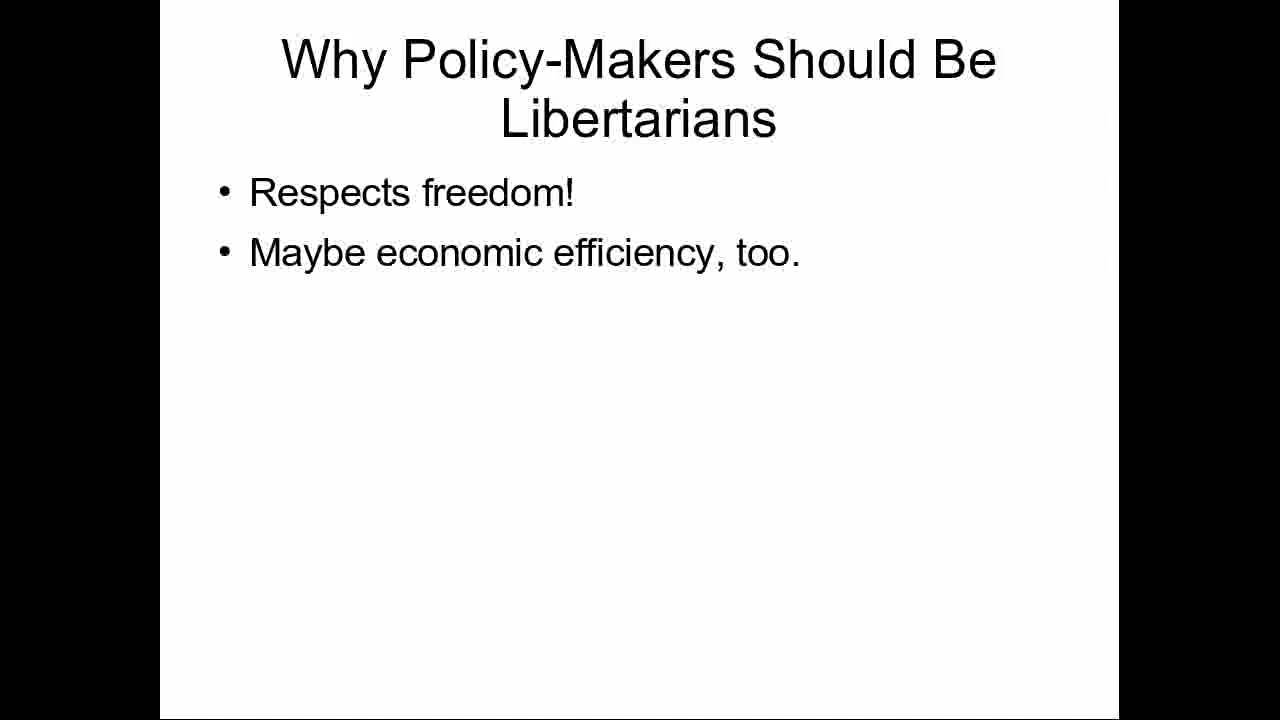 Why Policy-Makers Should Be
Libertarians
• Respects freedom!
• Maybe economic efficiency, too.